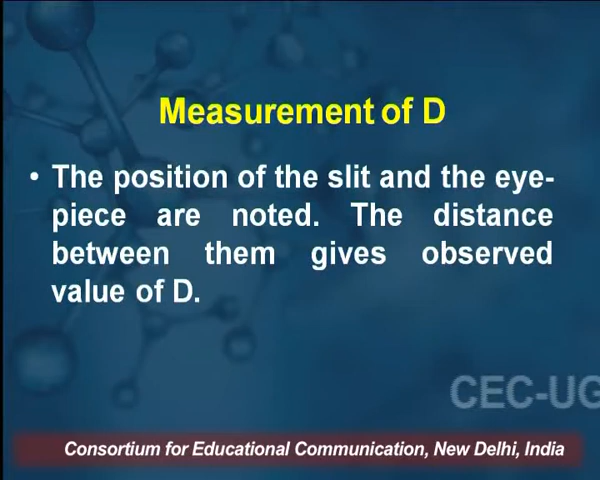 Measurement of D
• The position of the slit and the eye-
piece are noted. The distance
between them gives observed
value of D.
CEC-UG
Consortium for Educational Communication, New Delhi, India